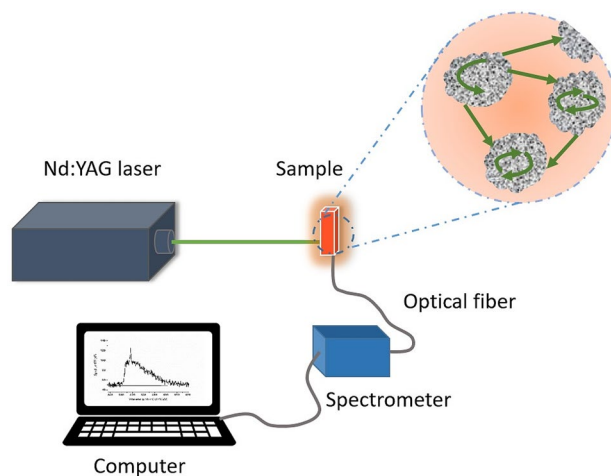 Nd:YAG laser
Sample
Optical fiber
Spectrometer
Computer